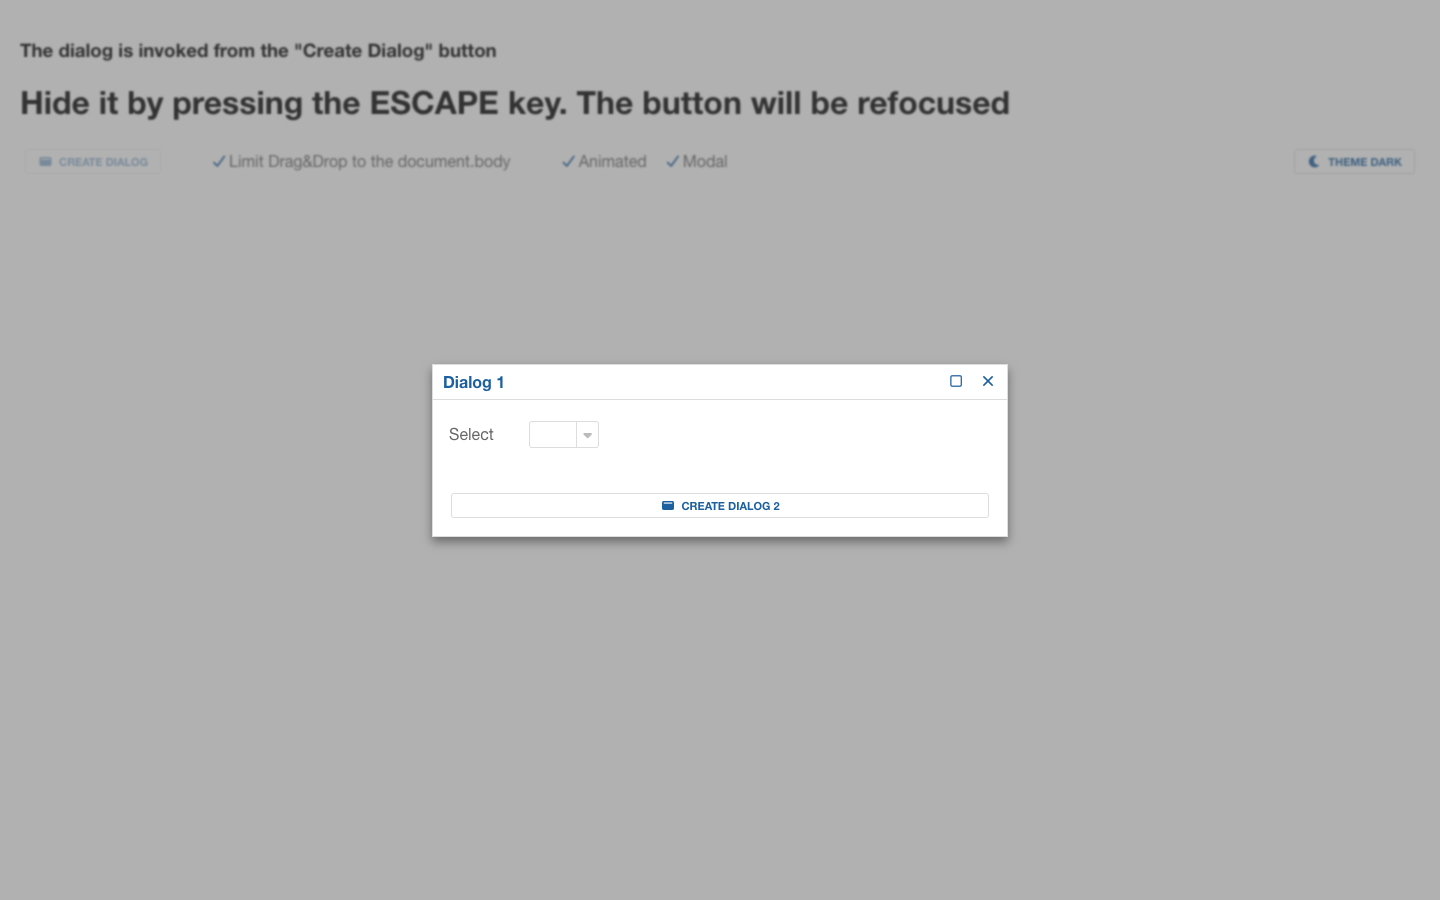 The dialog is invoked from the "Create Dialog" button
Hide it by pressing the ESCAPE key. The button will be refocused
CREATE DIALOG Limit Drag&Drop to the document.body Animated Modal THEME DARK
Dialog 1
Select
CREATE DIALOG 2